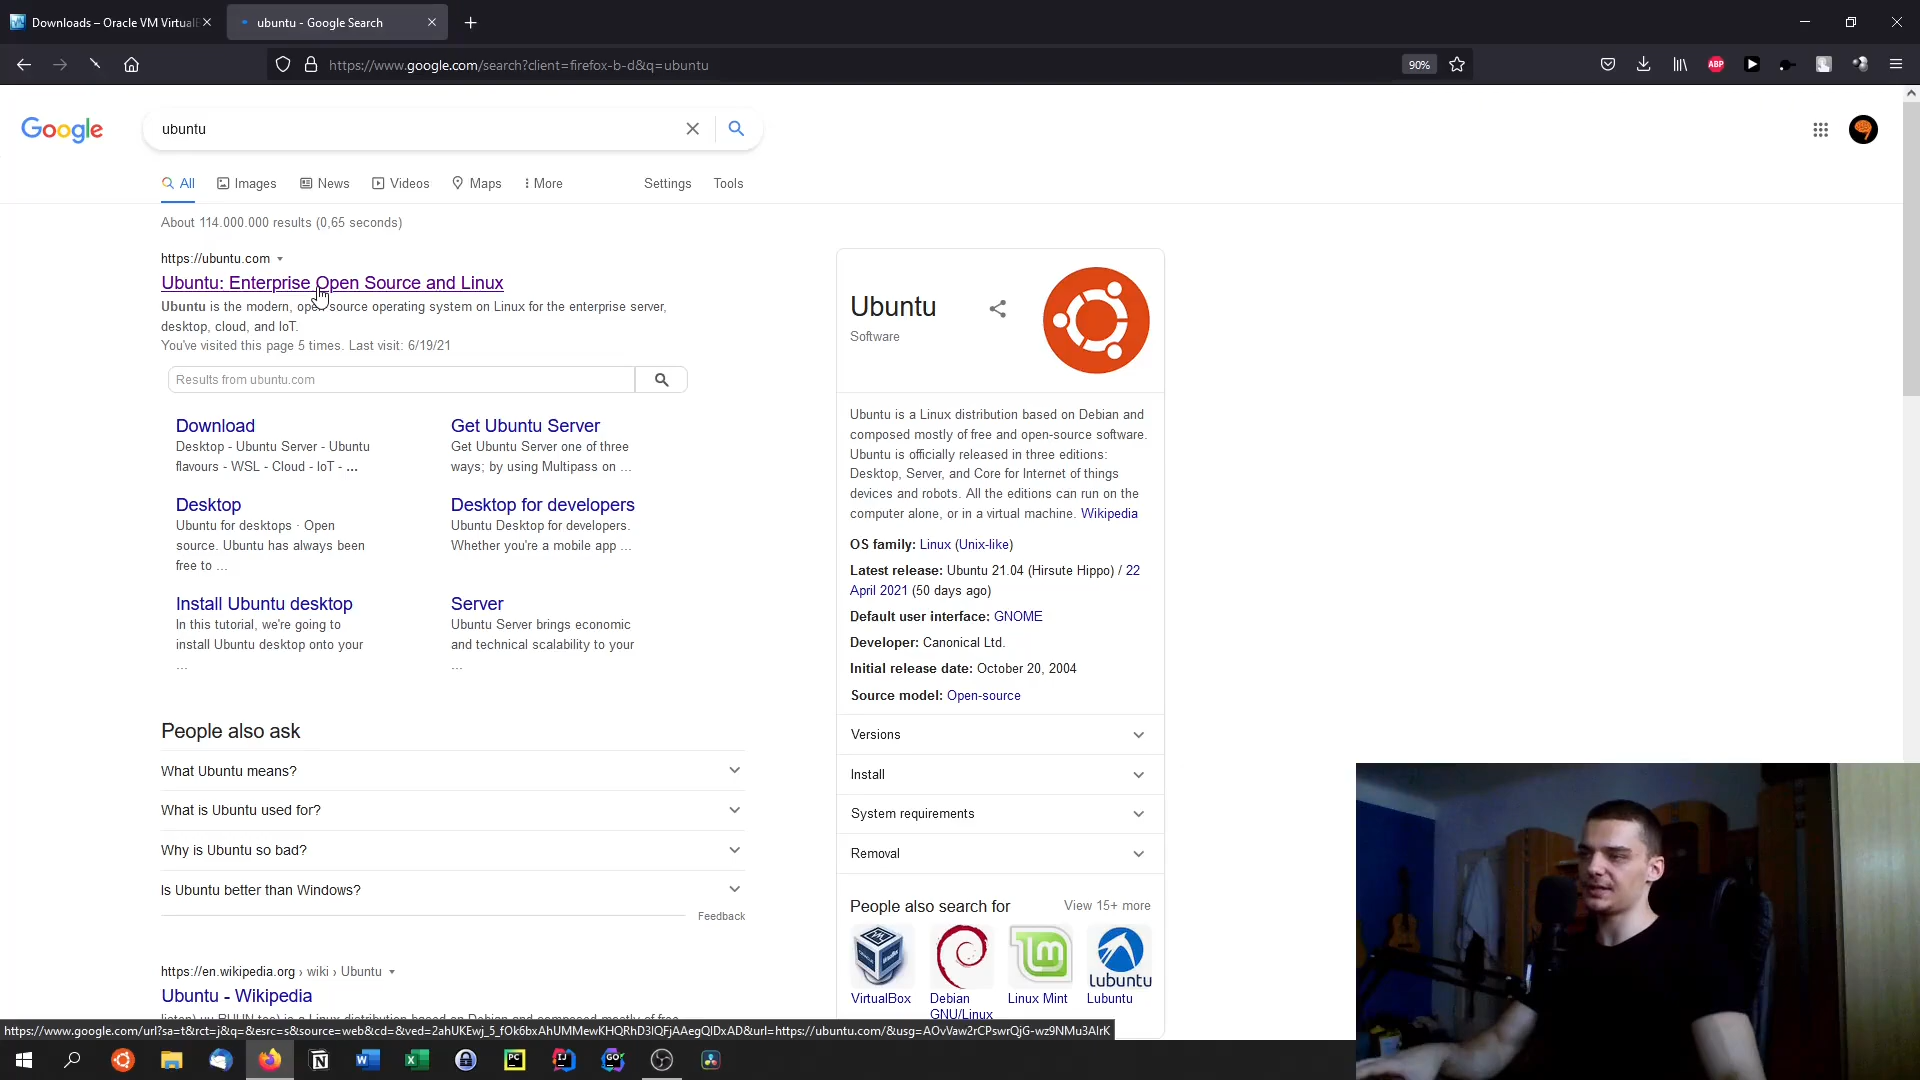 Downloads – Oracle VM Virtual
ubuntu - Google Search
https://www.google.com/search?client=firefox-b-d&q=ubuntu
90%
ABP
Google
ubuntu
All
Images
News
Videos
Maps
More
Settings
Tools
About 114.000.000 results (0,65 seconds)
https://ubuntu.com
Ubuntu: Enterprise Open Source and Linux
Ubuntu is the modern, open source operating system on Linux for the enterprise server,
desktop, cloud, and IoT.
You've visited this page 5 times. Last visit: 6/19/21
Results from ubuntu.com
Download
Desktop - Ubuntu Server - Ubuntu
flavours - WSL - Cloud - IoT - ...
Get Ubuntu Server
Get Ubuntu Server one of three
ways; by using Multipass on ...
Desktop
Ubuntu for desktops · Open
source. Ubuntu has always been
free to ...
Desktop for developers
Ubuntu Desktop for developers.
Whether you're a mobile app ...
Install Ubuntu desktop
In this tutorial, we're going to
install Ubuntu desktop onto your
...
Server
Ubuntu Server brings economic
and technical scalability to your
...
People also ask
What Ubuntu means?
What is Ubuntu used for?
Why is Ubuntu so bad?
Is Ubuntu better than Windows?
Feedback
https://en.wikipedia.org › wiki › Ubuntu
Ubuntu - Wikipedia
Ubuntu
Software
Ubuntu is a Linux distribution based on Debian and
composed mostly of free and open-source software.
Ubuntu is officially released in three editions:
Desktop, Server, and Core for Internet of things
devices and robots. All the editions can run on the
computer alone, or in a virtual machine. Wikipedia
OS family: Linux (Unix-like)
Latest release: Ubuntu 21.04 (Hirsute Hippo) / 22
April 2021 (50 days ago)
Default user interface: GNOME
Developer: Canonical Ltd.
Initial release date: October 20, 2004
Source model: Open-source
Versions
Install
System requirements
Removal
People also search for
View 15+ more
lubuntu
VirtualBox
Debian
GNU/Linux
Linux Mint
Lubuntu
https://www.google.com/url?sa=t&rct=j&q=&esrc=s&source=web&cd=&ved=2ahUKEwj_5_fOk6bxAhUMMewKHQRhD3IQFjAAegQIDxAD&url=https://ubuntu.com/&usg=AOvVaw2rCPswrQjG-wz9NMu3AIrK
N
W
X
PC
IJ
GO